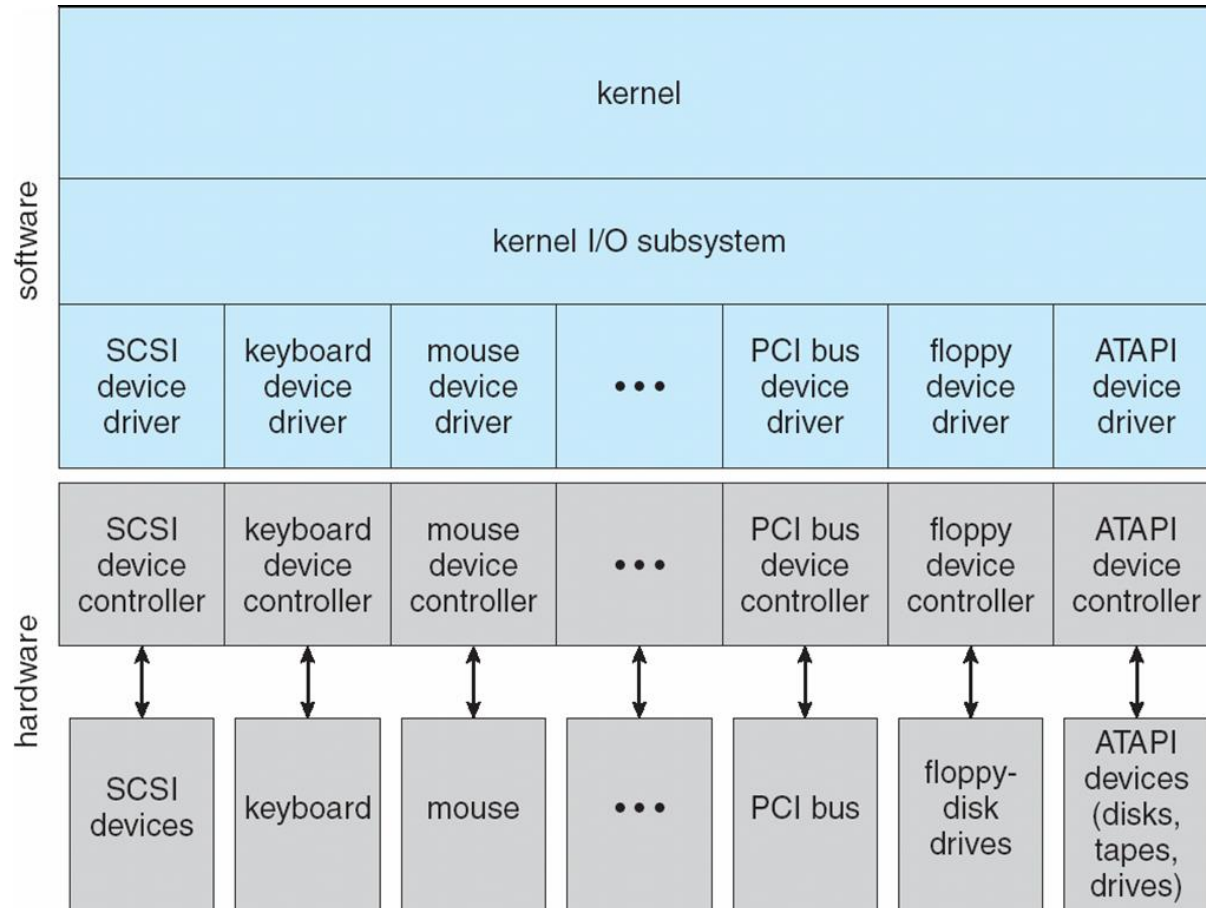 software
kernel
kernel I/O subsystem
SCSI
device
driver
keyboard
device
driver
mouse
device
driver
•••
PCI bus
device
driver
floppy
device
driver
ATAPI
device
driver
hardware
SCSI
device
controller
keyboard
device
controller
mouse
device
controller
•••
PCI bus
device
controller
floppy
device
controller
ATAPI
device
controller
SCSI
devices
keyboard
mouse
•••
PCI bus
floppy-
disk
drives
ATAPI
devices
(disks,
tapes,
drives)